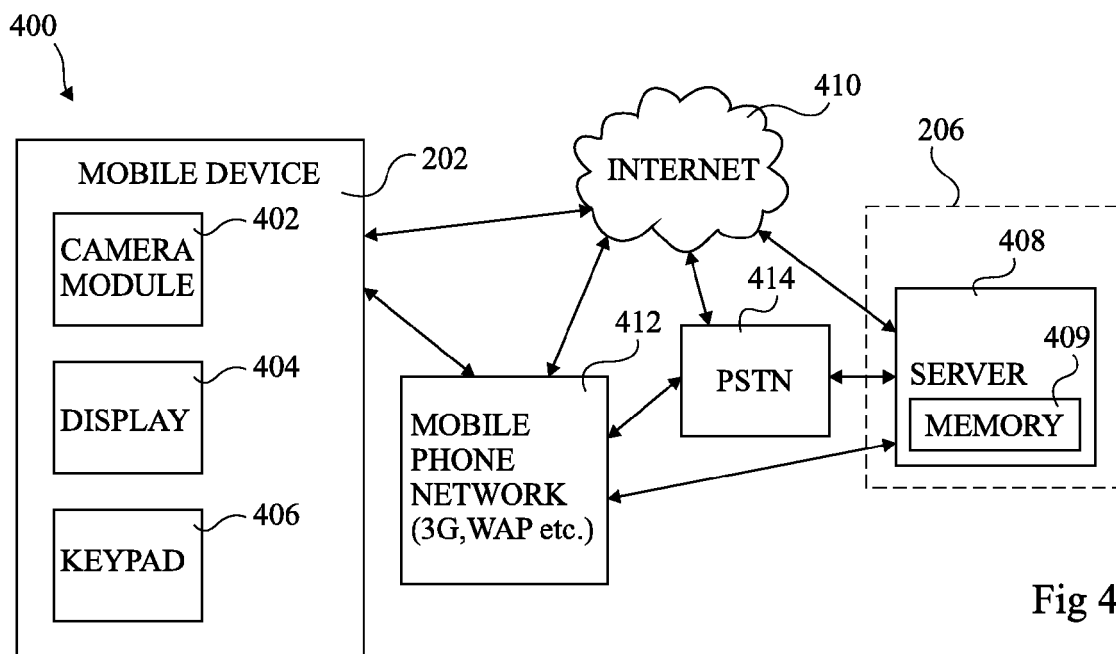 400
410
206
MOBILE DEVICE
202
INTERNET
402
CAMERA
MODULE
408
414
412
409
404
DISPLAY
PSTN
SERVER
MEMORY
MOBILE
PHONE
NETWORK
(3G,WAP etc.)
406
KEYPAD
Fig 4